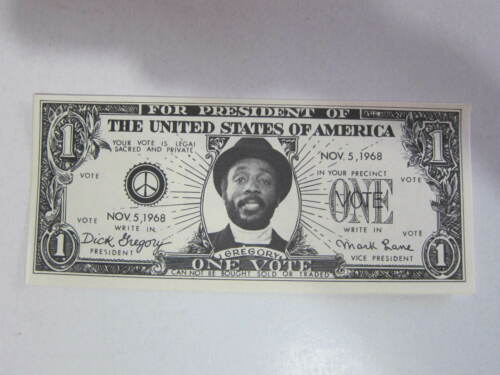 FOR PRESIDENT OF
THE UNITED STATES OF AMERICA
1
1
YOUR VOTE IS LEGAL
SACRED AND PRIVATE
NOV. 5, 1968
IN YOUR PRECINCT
VOTE
VOTE
ONE
VOTE
VOTE
NOV. 5, 1968
WRITE IN
WRITE IN
VOTE
1
Dick Gregory
PRESIDENT
GREGORY
Mark Lane
VICE PRESIDENT
1
ONE VOTE
CAN NOT BE BOUGHT SOLD OR TRADED